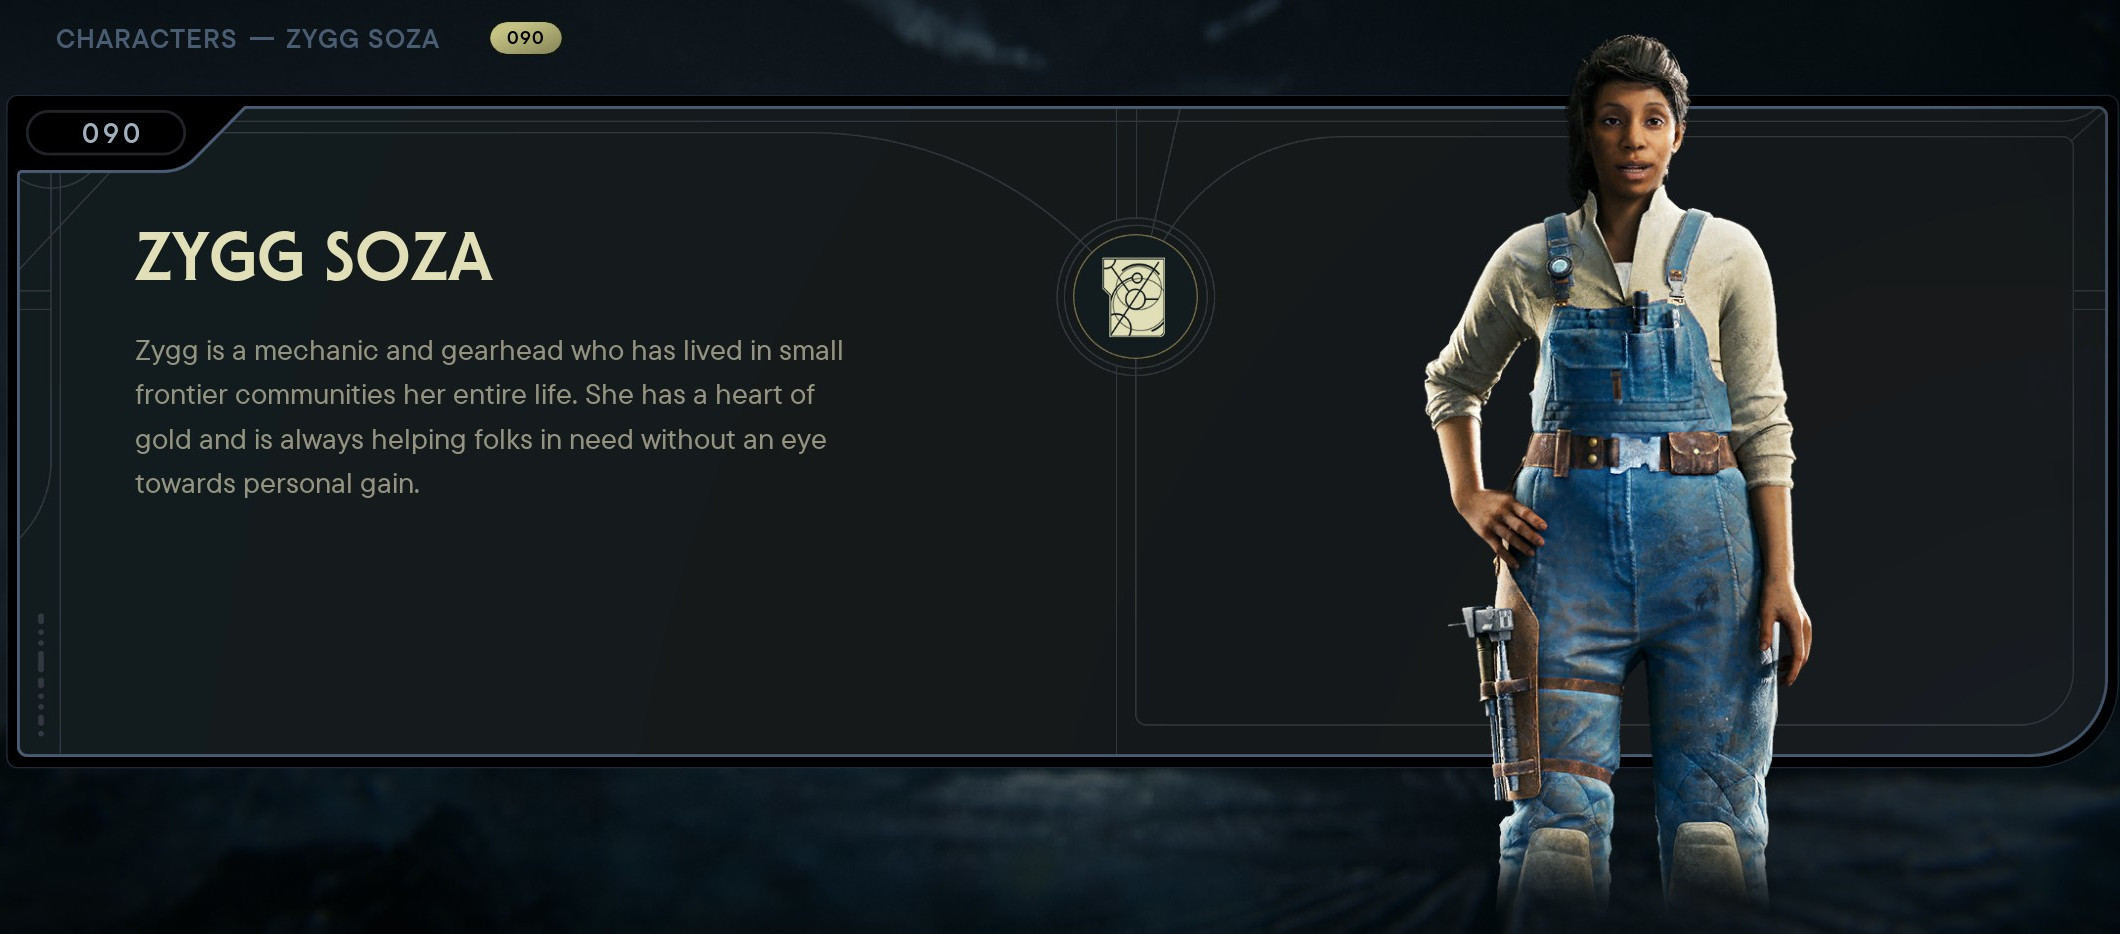 CHARACTERS — ZYGG SOZA 090
090
ZYGG SOZA
Zygg is a mechanic and gearhead who has lived in small
frontier communities her entire life. She has a heart of
gold and is always helping folks in need without an eye
towards personal gain.